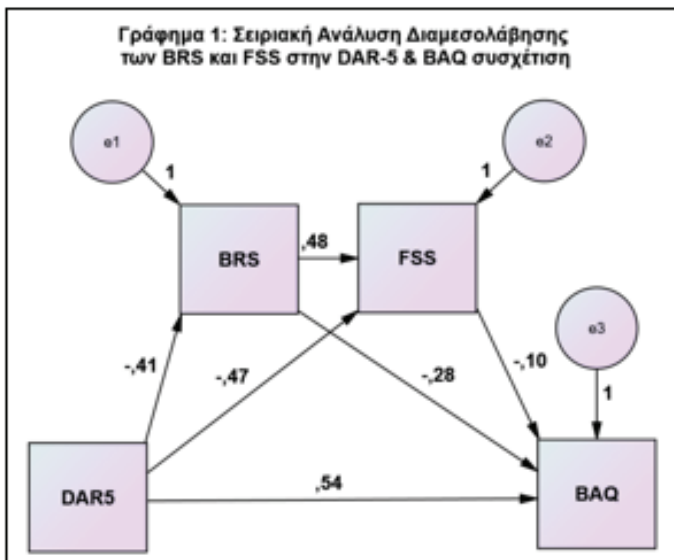 Γράφημα 1: Σειριακή Ανάλυση Διαμεσολάβησης
των BRS και FSS στην DAR-5 & BAQ συσχέτιση
e1
e2
1
1
BRS
,48
FSS
e3
-,41
-,47
-,28
-,10
1
DAR5
,54
BAQ